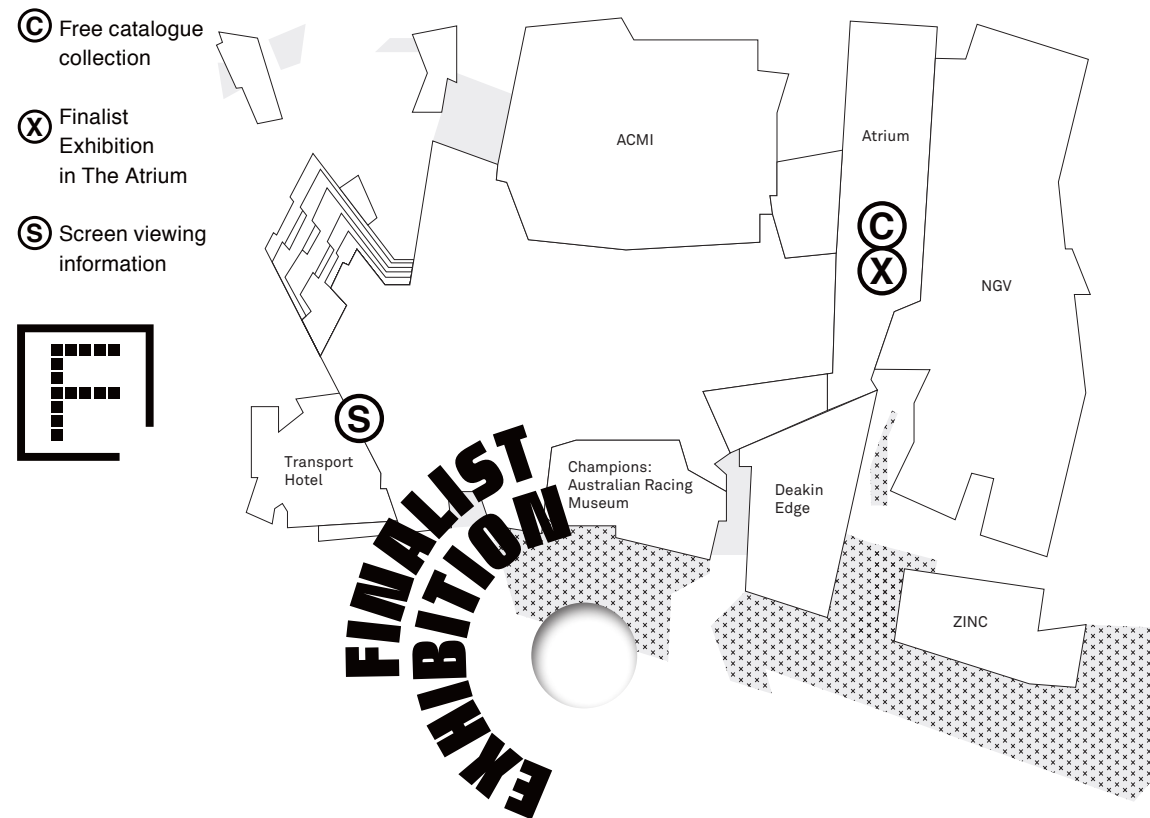 C Free catalogue
collection
X Finalist
Exhibition
in The Atrium
S Screen viewing
information
F
ACMI
Atrium
C
X
NGV
S
Transport
Hotel
Champions:
Australian Racing
Museum
Deakin
Edge
ZINC
FINALIST
EXHIBITION